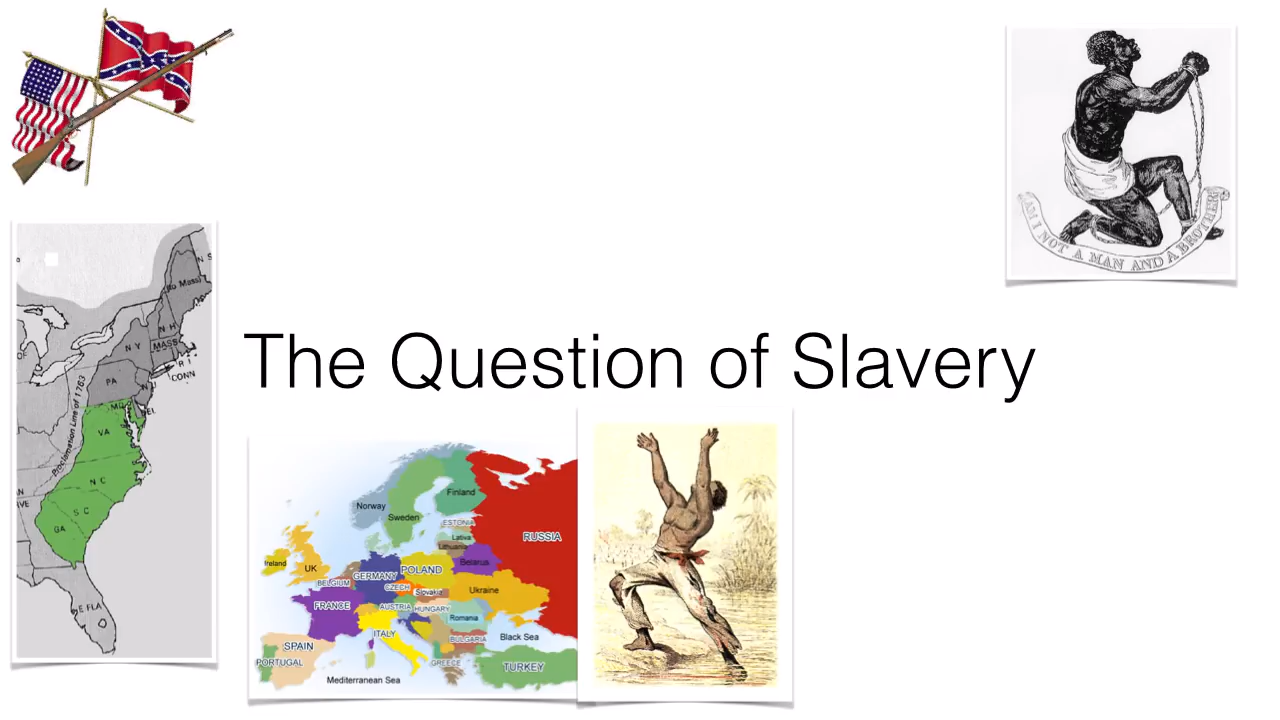 The Question of Slavery
AM I NOT A MAN AND A BROTHER
N S
N H
N Y
MASS
R I
CONN
PA
DEL
Proclamation Line of 1763
VA
N C
S C
GA
E FLA
Finland
Norway
Sweden
ESTONIA
RUSSIA
Lativa
Lithuania
Ireland
UK
Belarus
POLAND
GERMANY
BELGIUM
CZECH
Slovakia
Ukraine
FRANCE
AUSTRIA
HUNGARY
Romania
ITALY
Black Sea
BULGARIA
SPAIN
PORTUGAL
GREECE
TURKEY
Mediterranean Sea